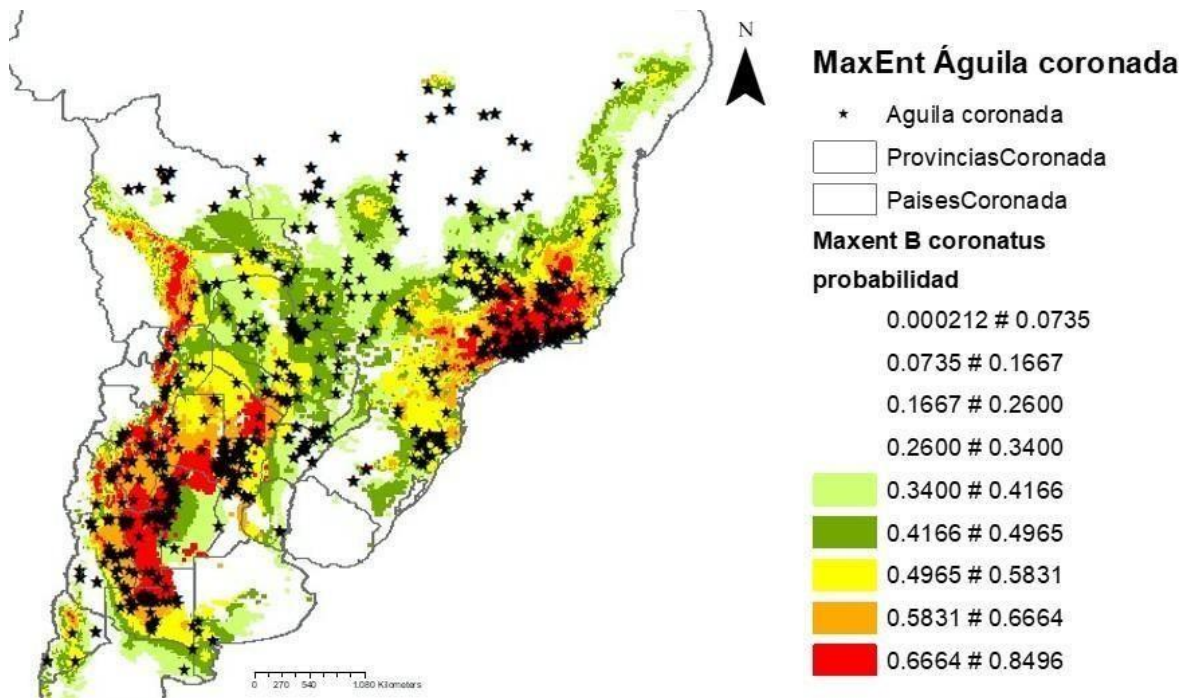 N
MaxEnt Águila coronada
Aguila coronada
ProvinciasCoronada
PaisesCoronada
Maxent B coronatus
probabilidad
0.000212 # 0.0735
0.0735 # 0.1667
0.1667 # 0.2600
0.2600 # 0.3400
0.3400 # 0.4166
0.4166 # 0.4965
0.4965 # 0.5831
0.5831 # 0.6664
0.6664 # 0.8496
0 270 540 1.080 Kilometers